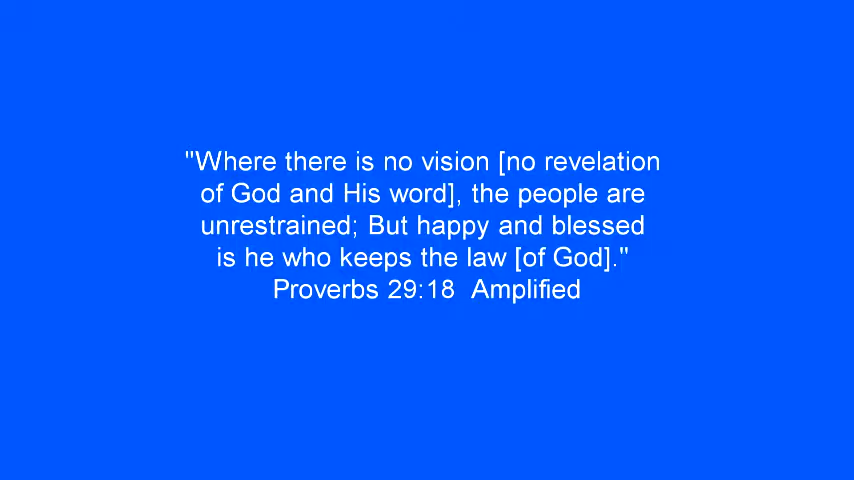 "Where there is no vision [no revelation
of God and His word], the people are
unrestrained; But happy and blessed
is he who keeps the law [of God]."
Proverbs 29:18  Amplified